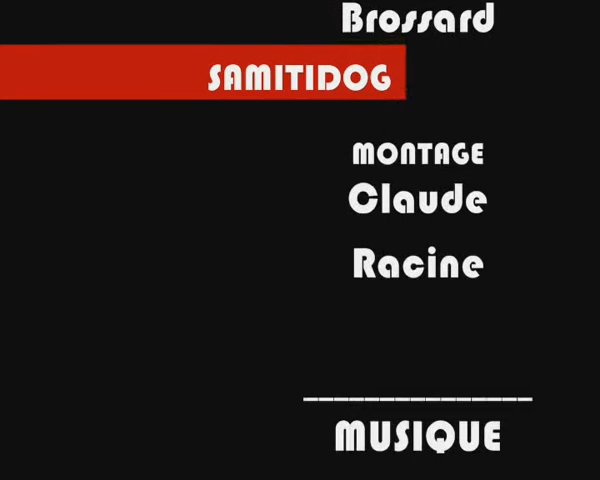 Brossard
SAMITIDOG
MONTAGE
Claude
Racine
MUSIQUE